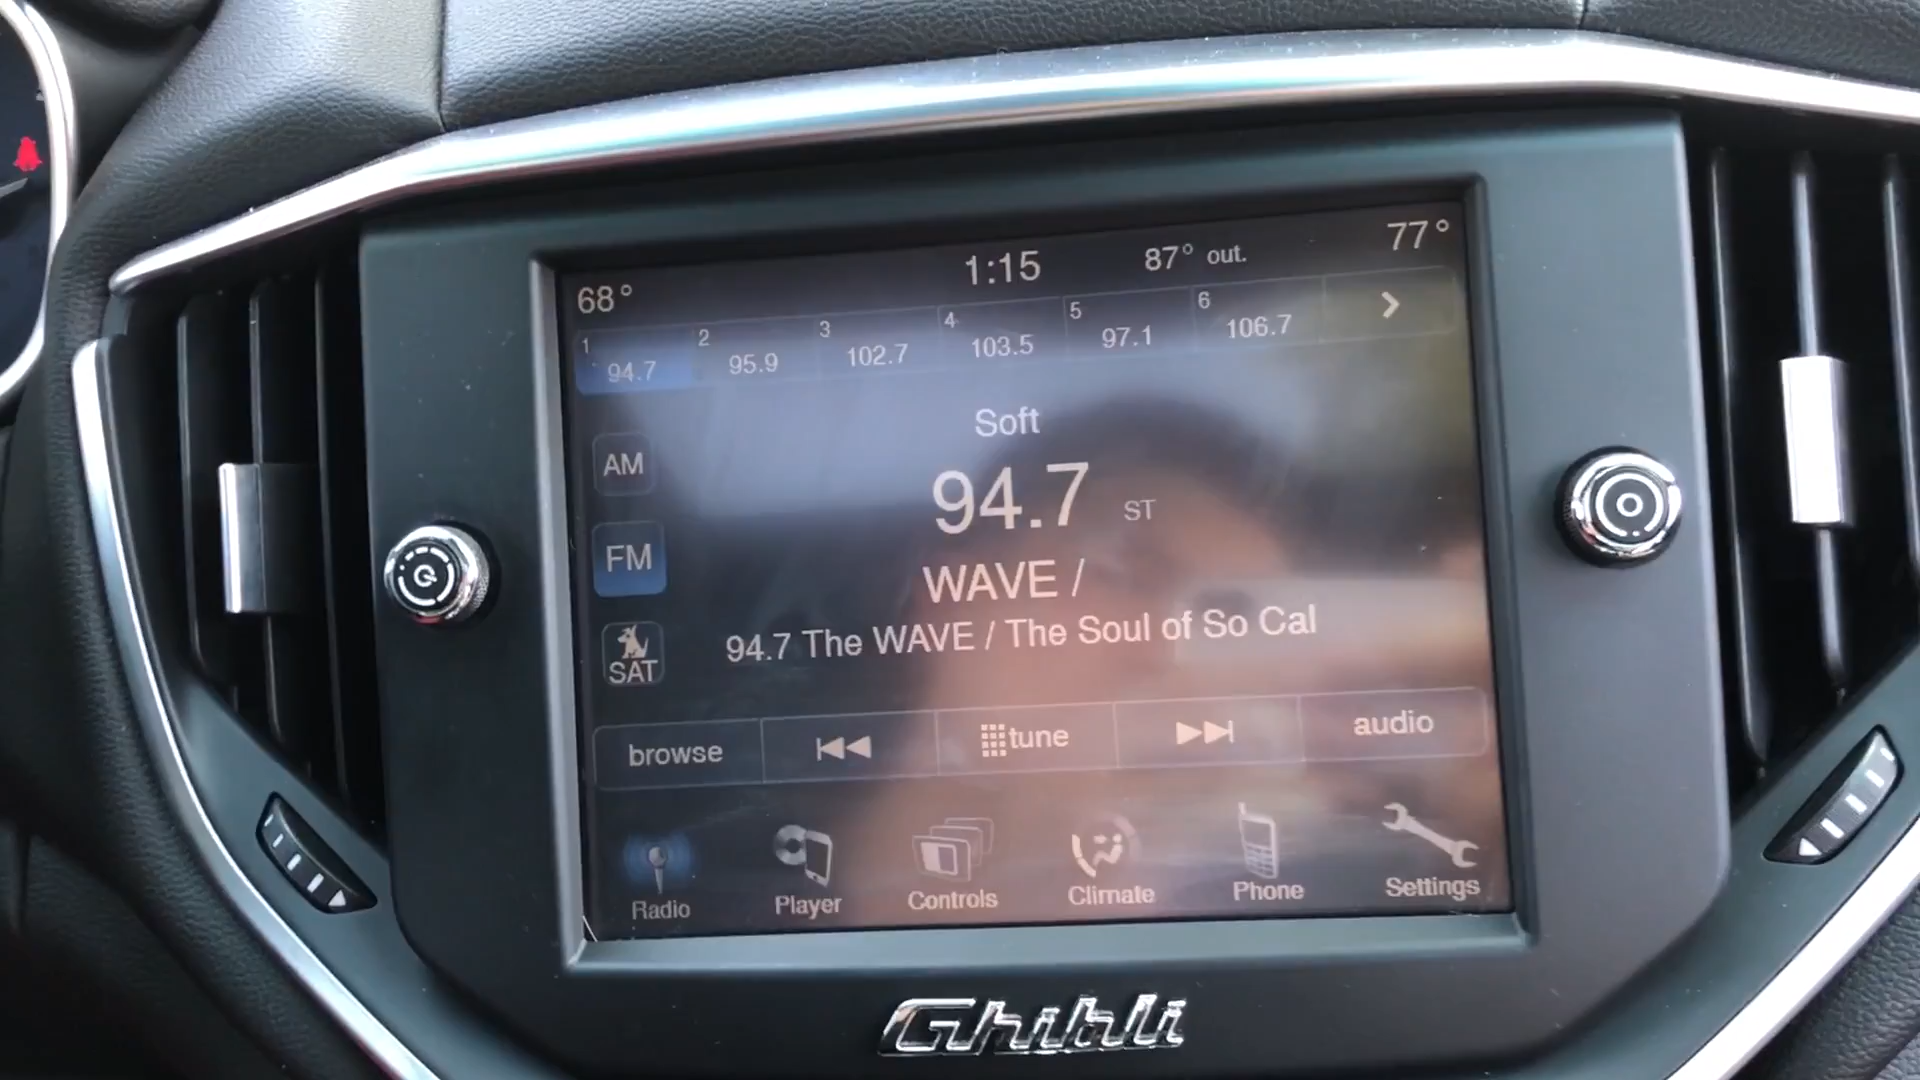 68° 1:15 87° out. 77°
1 94.7 2 95.9 3 102.7 4 103.5 5 97.1 6 106.7
Soft
AM
94.7 ST
FM
WAVE /
94.7 The WAVE / The Soul of So Cal
SAT
browse tune audio
Radio Player Controls Climate Phone Settings
Ghibli